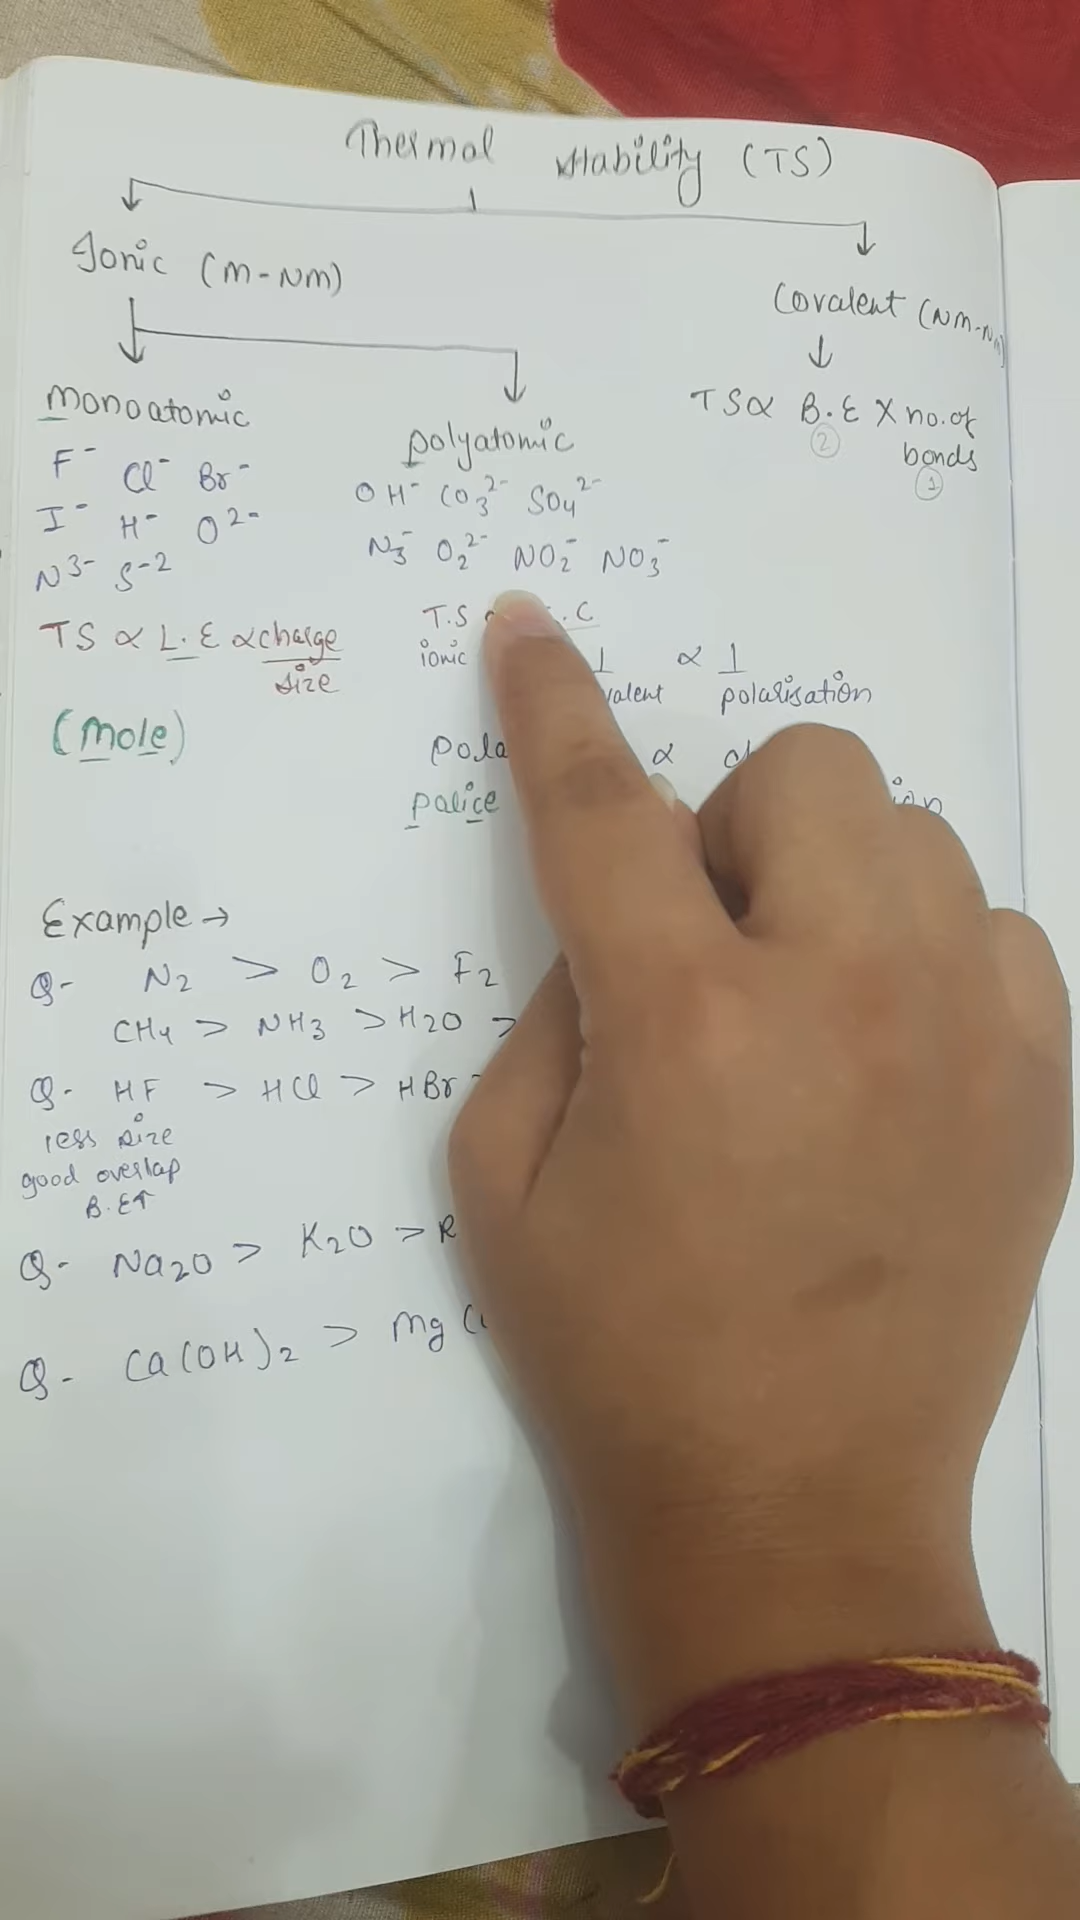 Thermal stability (TS)
Ionic (M-NM)
Covalent (NM-NM)
TS ∝ B.E × no. of
bonds
② ①
Monoatomic
F⁻ Cl⁻ Br⁻
I⁻ H⁻ O²⁻
N³⁻ S⁻²
TS ∝ L.E ∝ charge
size
(Mole)
polyatomic
OH⁻ CO₃²⁻ SO₄²⁻
N₃⁻ O₂²⁻ NO₂⁻ NO₃⁻
T.S .C
ionic 1 ∝ 1
valent polarisation
pola ∝
palice ion
Example →
Q- N₂ > O₂ > F₂
CH₄ > NH₃ > H₂O >
Q- HF > HCl > HBr
less size
good overlap
B.E↑
Q- Na₂O > K₂O > R
Q- Ca(OH)₂ > Mg (